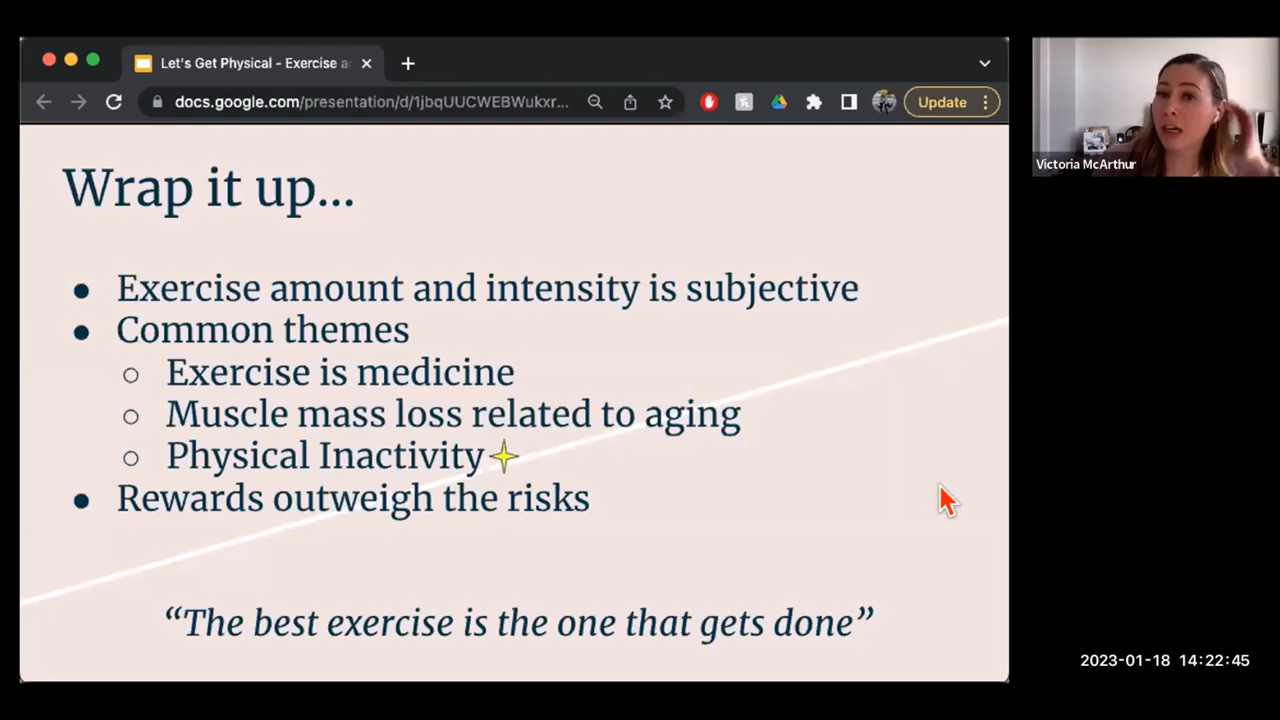 Let's Get Physical - Exercise a
docs.google.com/presentation/d/1jbqUUCWEBWukxr...
Update
Victoria McArthur
Wrap it up...
● Exercise amount and intensity is subjective
● Common themes
○ Exercise is medicine
○ Muscle mass loss related to aging
○ Physical Inactivity
● Rewards outweigh the risks
“The best exercise is the one that gets done”
2023-01-18 14:22:45